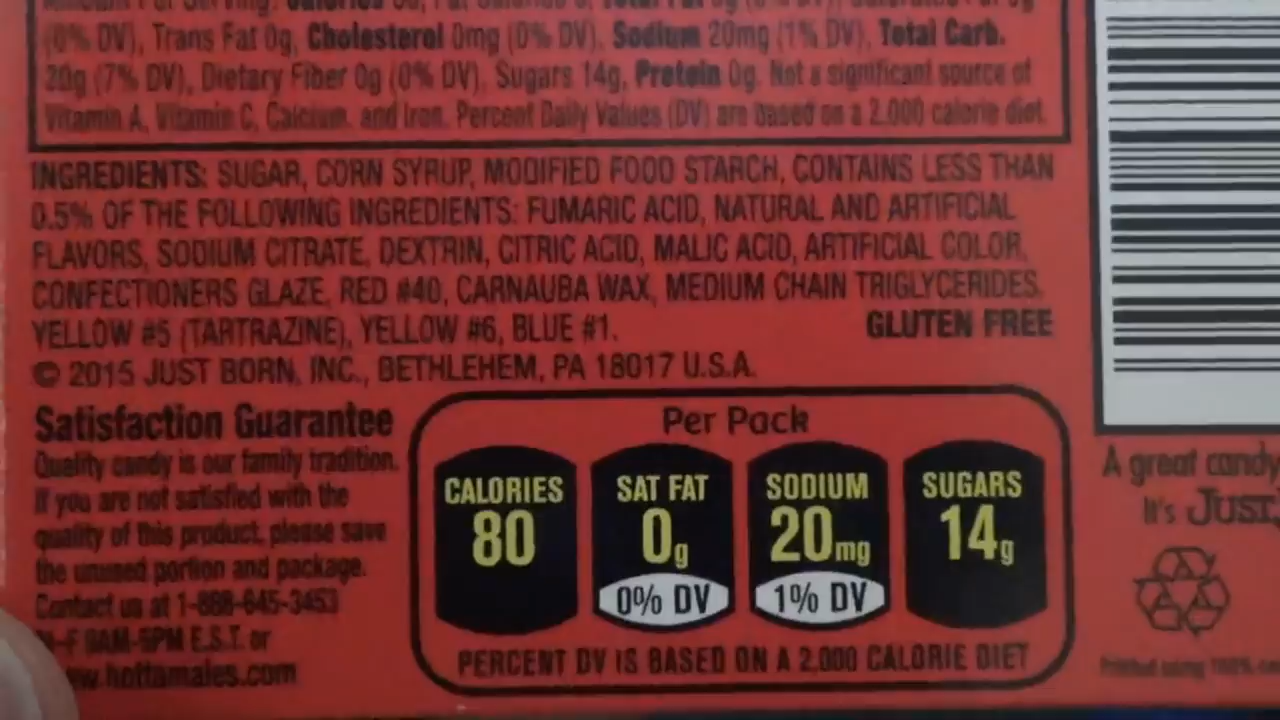 (0% DV), Trans Fat 0g, Cholesterol 0mg (0% DV), Sodium 20mg (1% DV), Total Carb.
20g (7% DV), Dietary Fiber 0g (0% DV), Sugars 14g, Protein 0g. Not a significant source of
Vitamin A, Vitamin C, Calcium, and Iron. Percent Daily Values (DV) are based on a 2,000 calorie diet.
INGREDIENTS: SUGAR, CORN SYRUP, MODIFIED FOOD STARCH, CONTAINS LESS THAN
0.5% OF THE FOLLOWING INGREDIENTS: FUMARIC ACID, NATURAL AND ARTIFICIAL
FLAVORS, SODIUM CITRATE, DEXTRIN, CITRIC ACID, MALIC ACID, ARTIFICIAL COLOR,
CONFECTIONERS GLAZE, RED #40, CARNAUBA WAX, MEDIUM CHAIN TRIGLYCERIDES,
YELLOW #5 (TARTRAZINE), YELLOW #6, BLUE #1. GLUTEN FREE
© 2015 JUST BORN, INC., BETHLEHEM, PA 18017 U.S.A.
Satisfaction Guarantee
Quality candy is our family tradition.
If you are not satisfied with the
quality of this product, please save
the unused portion and package.
Contact us at 1-888-645-3453
9AM-5PM E.S.T. or
hottamales.com
Per Pack
CALORIES
80
SAT FAT
0g
0% DV
SODIUM
20mg
1% DV
SUGARS
14g
PERCENT DV IS BASED ON A 2,000 CALORIE DIET
A great candy
It's JUST
Printed using 100%